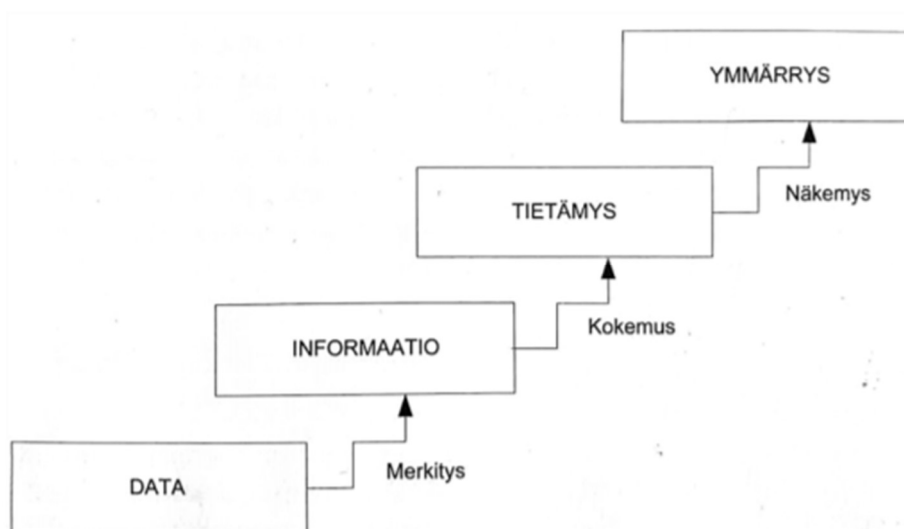 YMMÄRRYS
Näkemys
TIETÄMYS
Kokemus
INFORMAATIO
Merkitys
DATA